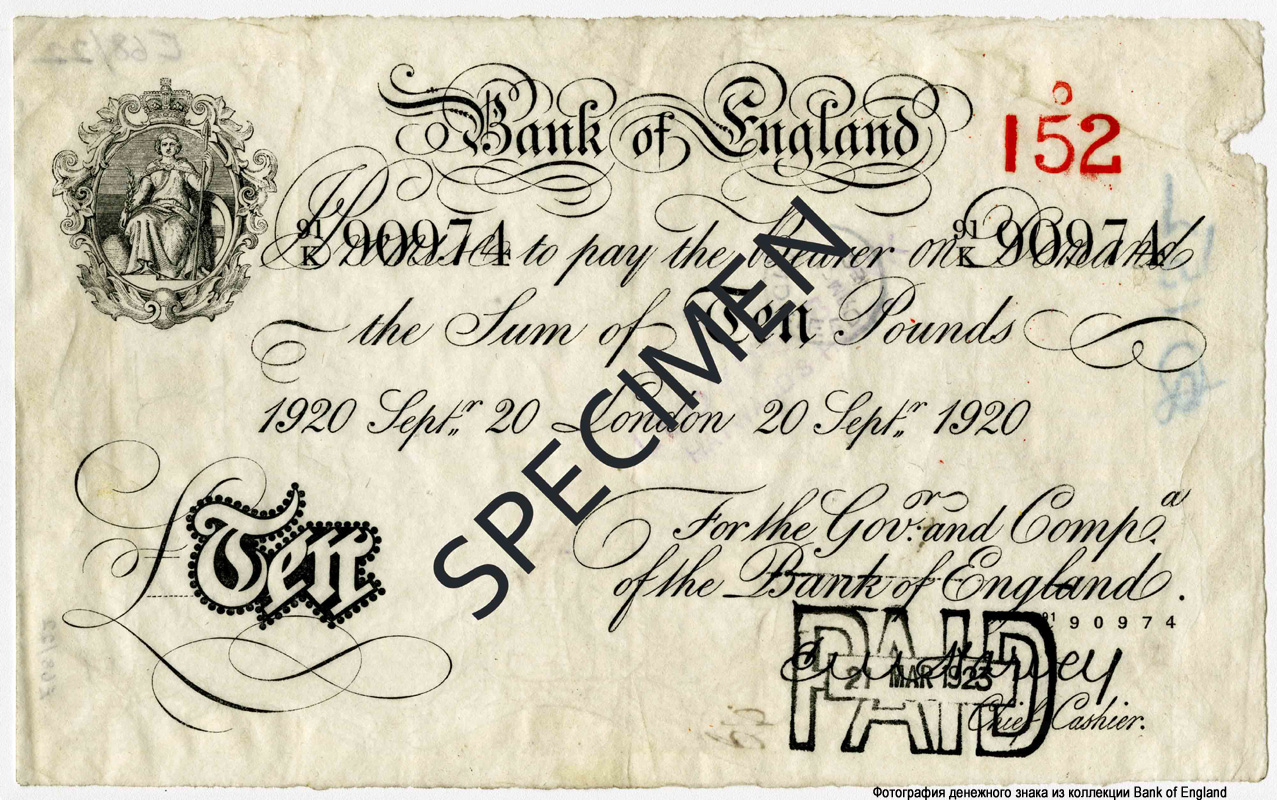 Bank of England
152
I Promise to pay the Bearer on Demand
91
K 90974
91
K 90974
the Sum of Ten Pounds
1920 Sept.r 20 London 20 Sept.r 1920
SPECIMEN
£Ten
For the Gov.r and Comp.a
of the Bank of England.
91 90974
PAID
21 MAR 1923
Chief Cashier.
Фотография денежного знака из коллекции Bank of England